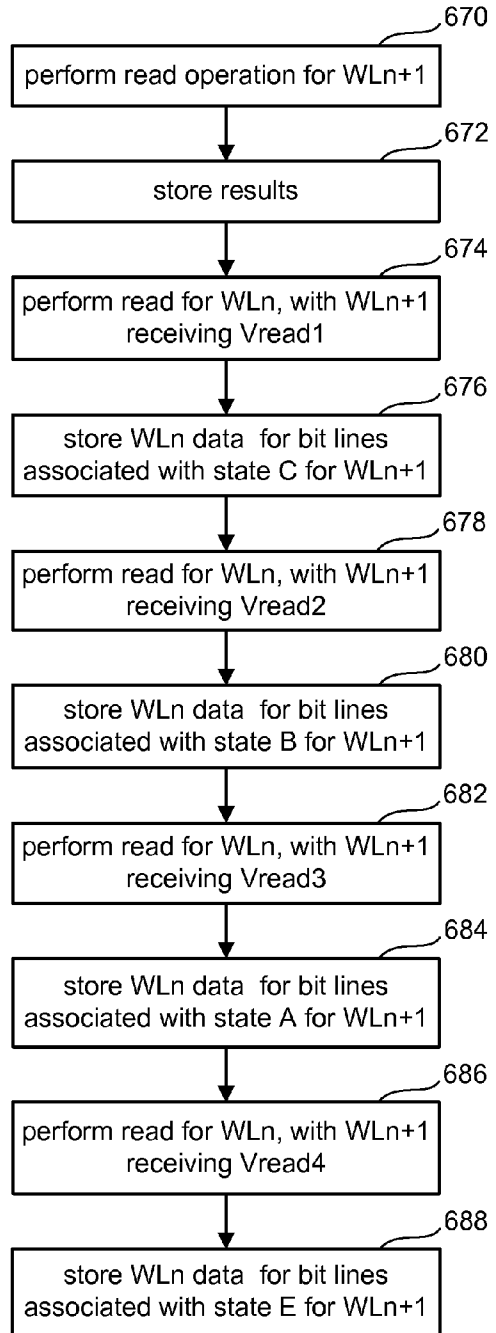 670
perform read operation for WLn+1
672
store results
674
perform read for WLn, with WLn+1
receiving Vread1
676
store WLn data for bit lines
associated with state C for WLn+1
678
perform read for WLn, with WLn+1
receiving Vread2
680
store WLn data for bit lines
associated with state B for WLn+1
682
perform read for WLn, with WLn+1
receiving Vread3
684
store WLn data for bit lines
associated with state A for WLn+1
686
perform read for WLn, with WLn+1
receiving Vread4
688
store WLn data for bit lines
associated with state E for WLn+1